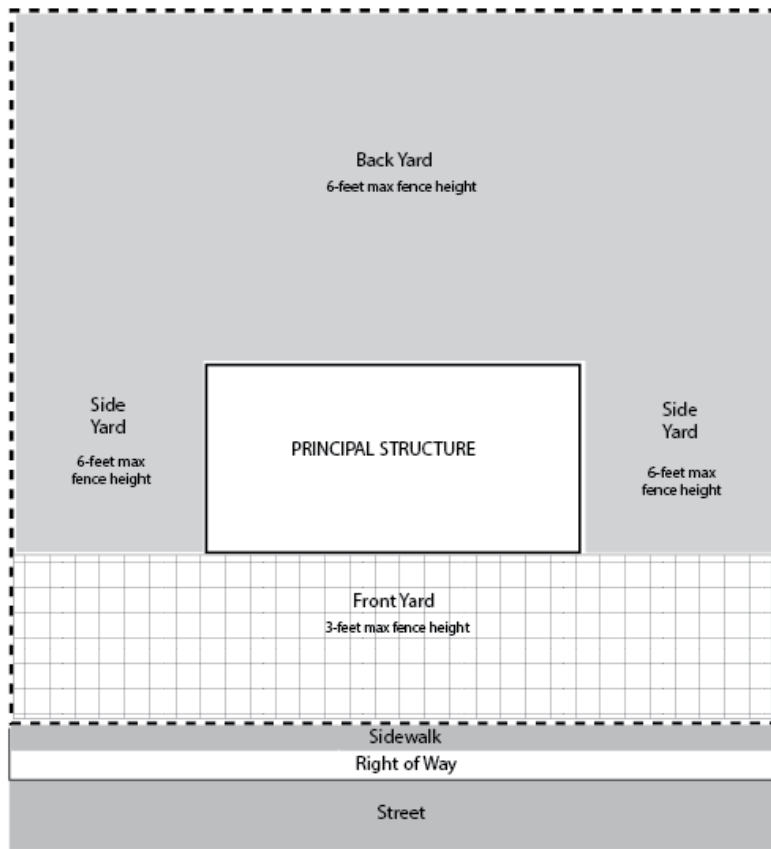 Back Yard
6-feet max fence height
Side
Yard
6-feet max
fence height
PRINCIPAL STRUCTURE
Side
Yard
6-feet max
fence height
Front Yard
3-feet max fence height
Sidewalk
Right of Way
Street